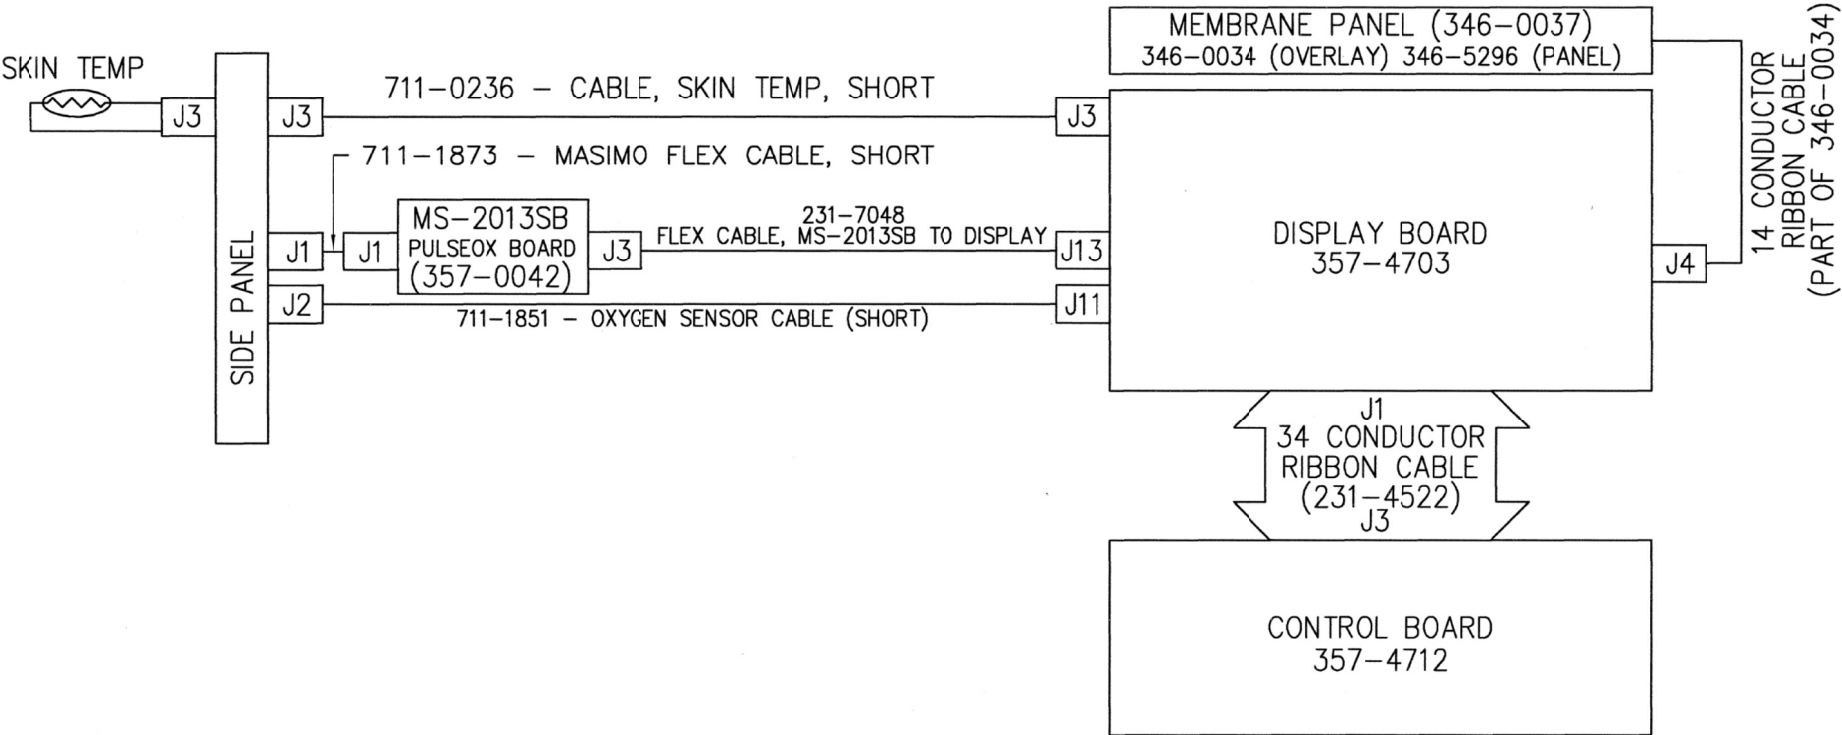 MEMBRANE PANEL (346-0037)
346-0034 (OVERLAY) 346-5296 (PANEL)
SKIN TEMP
J3
SIDE PANEL
J3
711-0236 - CABLE, SKIN TEMP, SHORT
J3
711-1873 - MASIMO FLEX CABLE, SHORT
J1
J1
MS-2013SB
PULSEOX BOARD
(357-0042)
J3
231-7048
FLEX CABLE, MS-2013SB TO DISPLAY
J13
J2
711-1851 - OXYGEN SENSOR CABLE (SHORT)
J11
DISPLAY BOARD
357-4703
J4
14 CONDUCTOR
RIBBON CABLE
(PART OF 346-0034)
J1
34 CONDUCTOR
RIBBON CABLE
(231-4522)
J3
CONTROL BOARD
357-4712